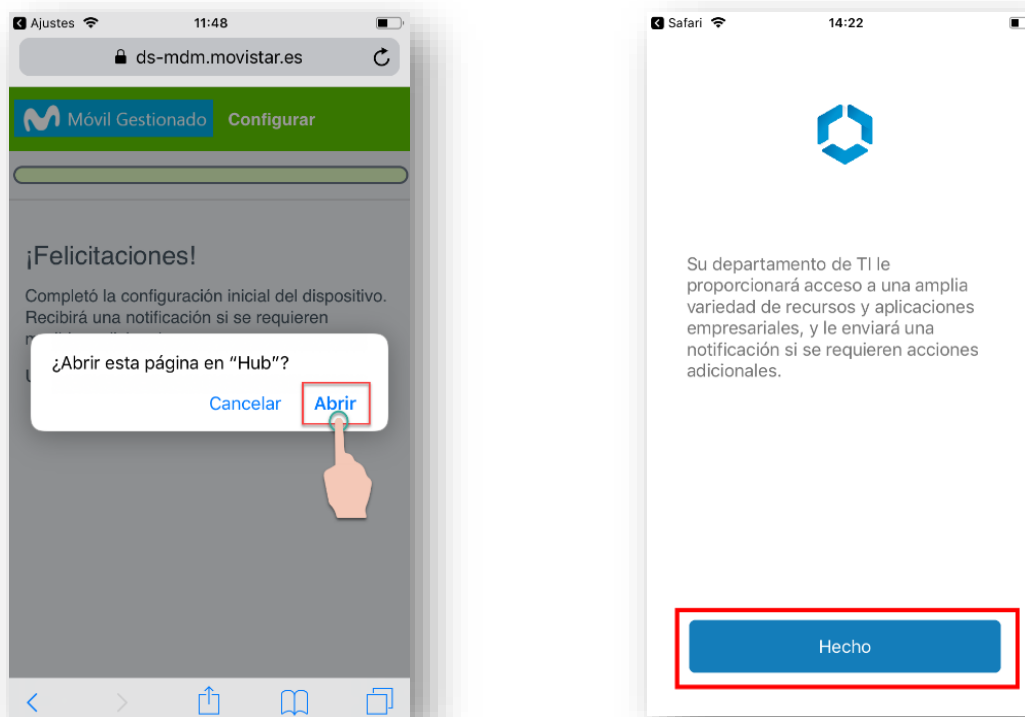 Ajustes 11:48
ds-mdm.movistar.es
Móvil Gestionado Configurar
¡Felicitaciones!
Completó la configuración inicial del dispositivo.
Recibirá una notificación si se requieren
¿Abrir esta página en “Hub”?
Cancelar Abrir
Safari 14:22
Su departamento de TI le
proporcionará acceso a una amplia
variedad de recursos y aplicaciones
empresariales, y le enviará una
notificación si se requieren acciones
adicionales.
Hecho